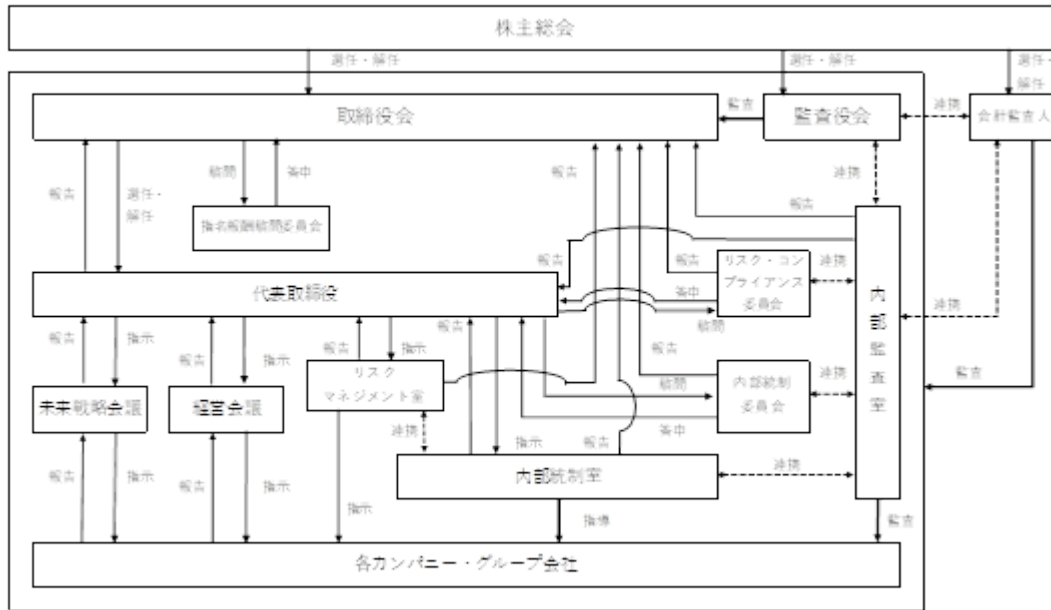 株主総会
選任・解任
選任・解任
選任・
解任
取締役会
監査
監査役会
連携
会計監査人
報告
選任・
解任
諮問
答申
報告
連携
指名報酬諮問委員会
報告
報告
リスク・コン
プライアンス
委員会
連携
報告
答申
諮問
代表取締役
内部監査室
連携
報告
指示
報告
指示
報告
指示
報告
リスク
マネジメント室
報告
諮問
内部統制
委員会
連携
監査
未来戦略会議
経営会議
答申
連携
指示
報告
連携
内部統制室
報告
指示
報告
指示
指示
指導
監査
各カンパニー・グループ会社